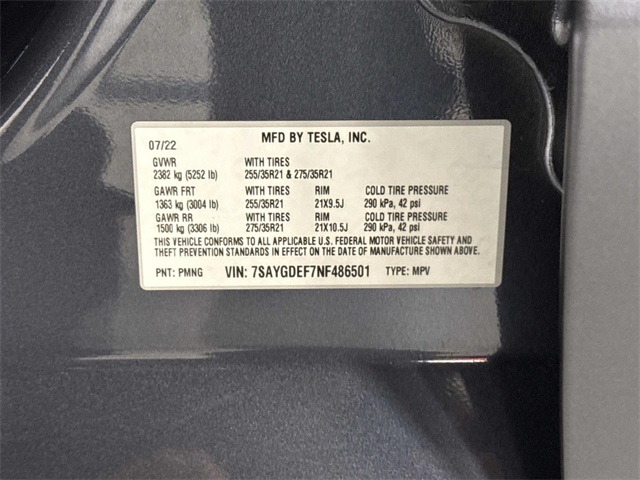 07/22 MFD BY TESLA, INC.
GVWR WITH TIRES
2382 kg (5252 lb) 255/35R21 & 275/35R21
GAWR FRT WITH TIRES RIM COLD TIRE PRESSURE
1363 kg (3004 lb) 255/35R21 21X9.5J 290 kPa, 42 psi
GAWR RR WITH TIRES RIM COLD TIRE PRESSURE
1500 kg (3306 lb) 275/35R21 21X10.5J 290 kPa, 42 psi
THIS VEHICLE CONFORMS TO ALL APPLICABLE U.S. FEDERAL MOTOR VEHICLE SAFETY AND
THEFT PREVENTION STANDARDS IN EFFECT ON THE DATE OF MANUFACTURE SHOWN ABOVE.
PNT: PMNG VIN: 7SAYGDEF7NF486501 TYPE: MPV